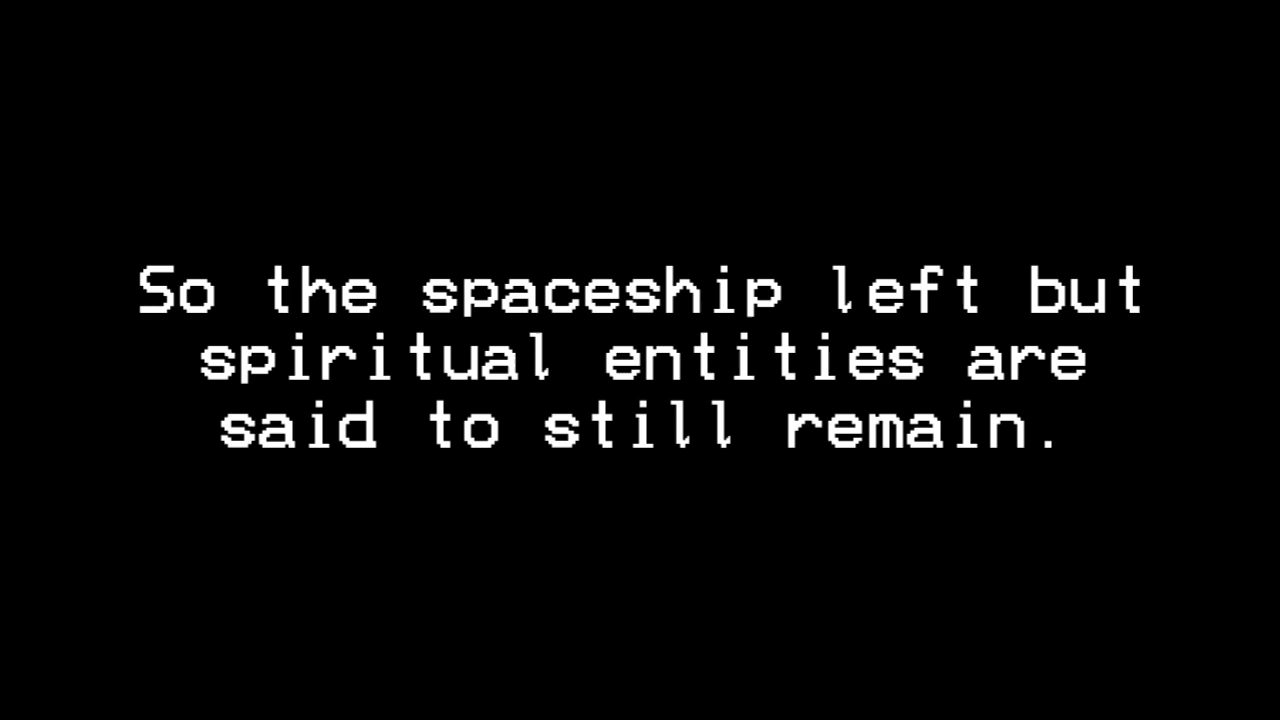 So the spaceship left but
spiritual entities are
said to still remain.